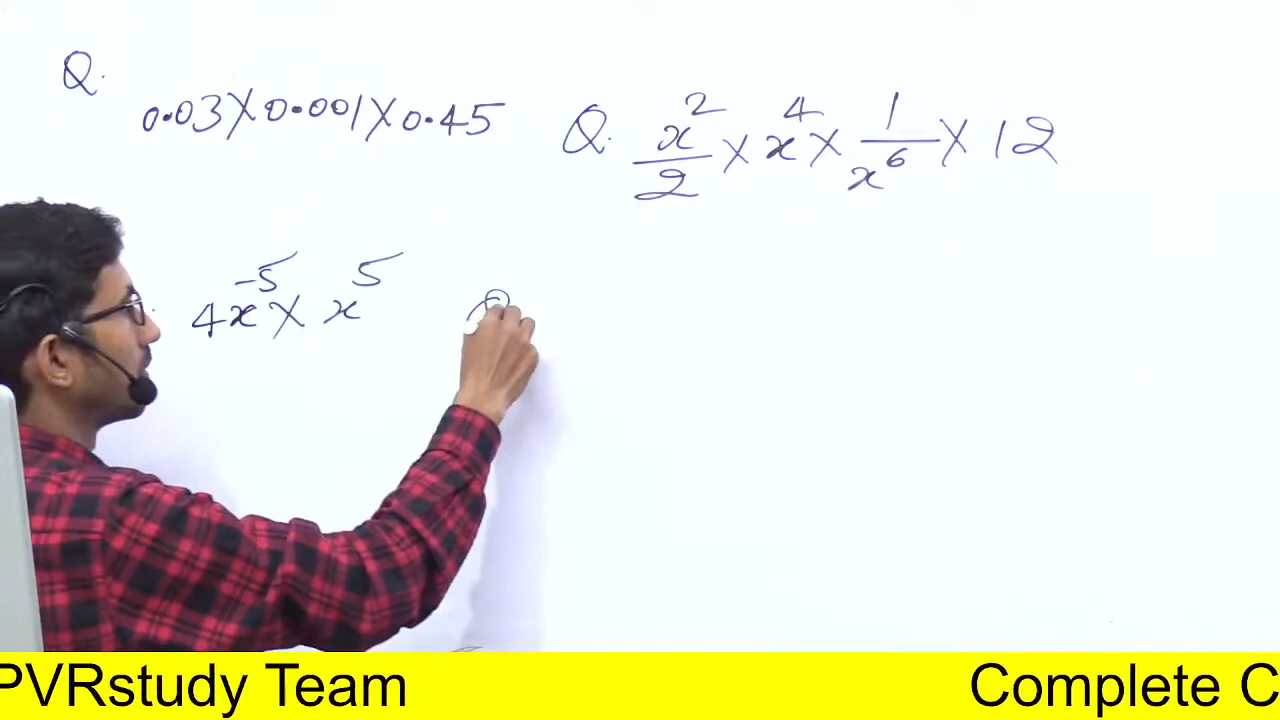 Q.
0.03 X 0.001 X 0.45
Q. x²/2 X x⁴ X 1/x⁶ X 12
4x⁻⁵ X x⁵
PVRstudy Team
Complete C